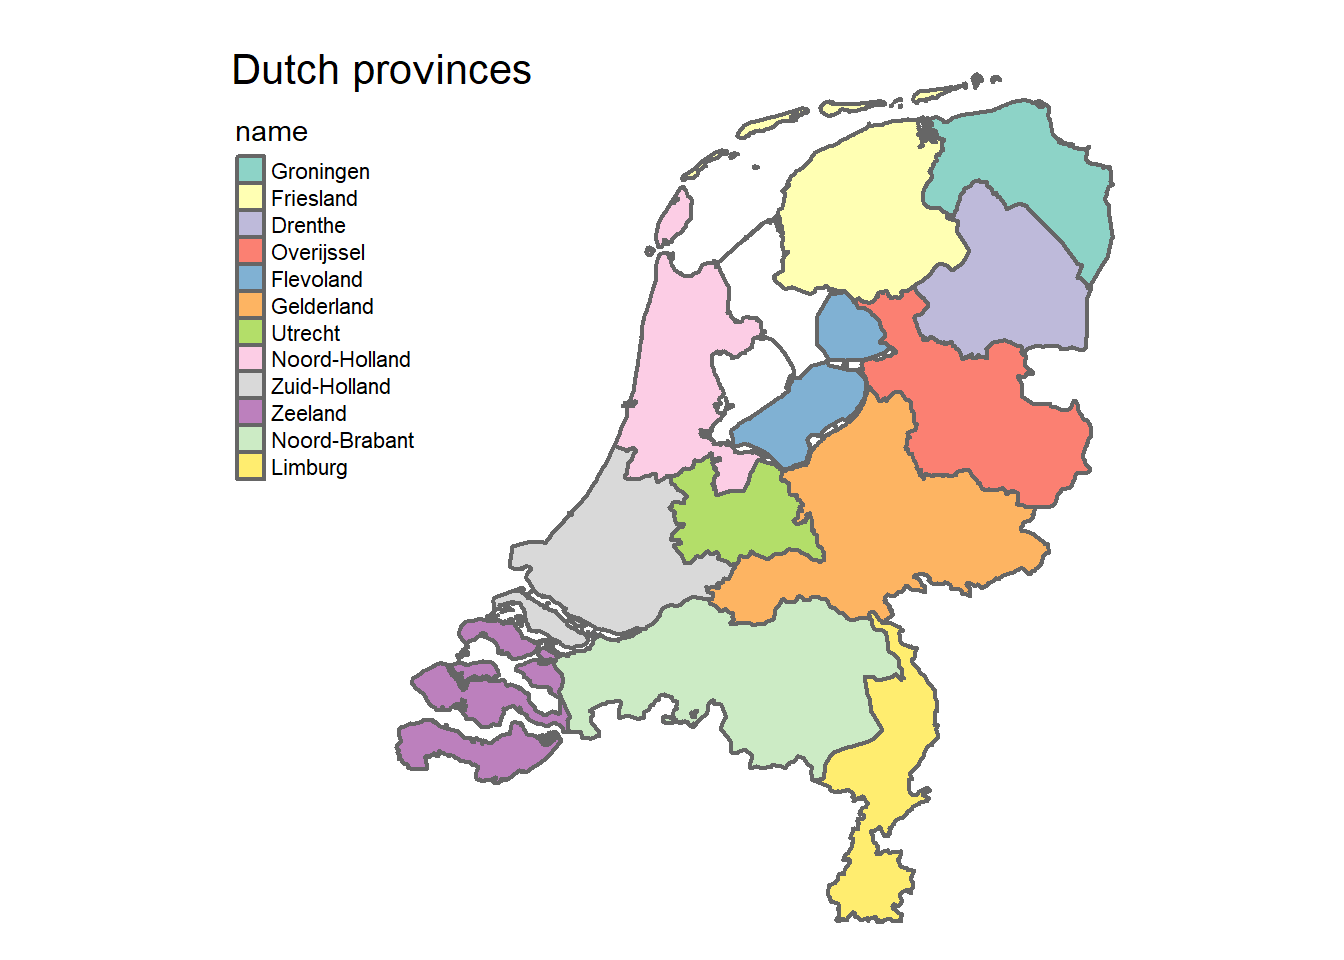 Dutch provinces
name
Groningen
Friesland
Drenthe
Overijssel
Flevoland
Gelderland
Utrecht
Noord-Holland
Zuid-Holland
Zeeland
Noord-Brabant
Limburg